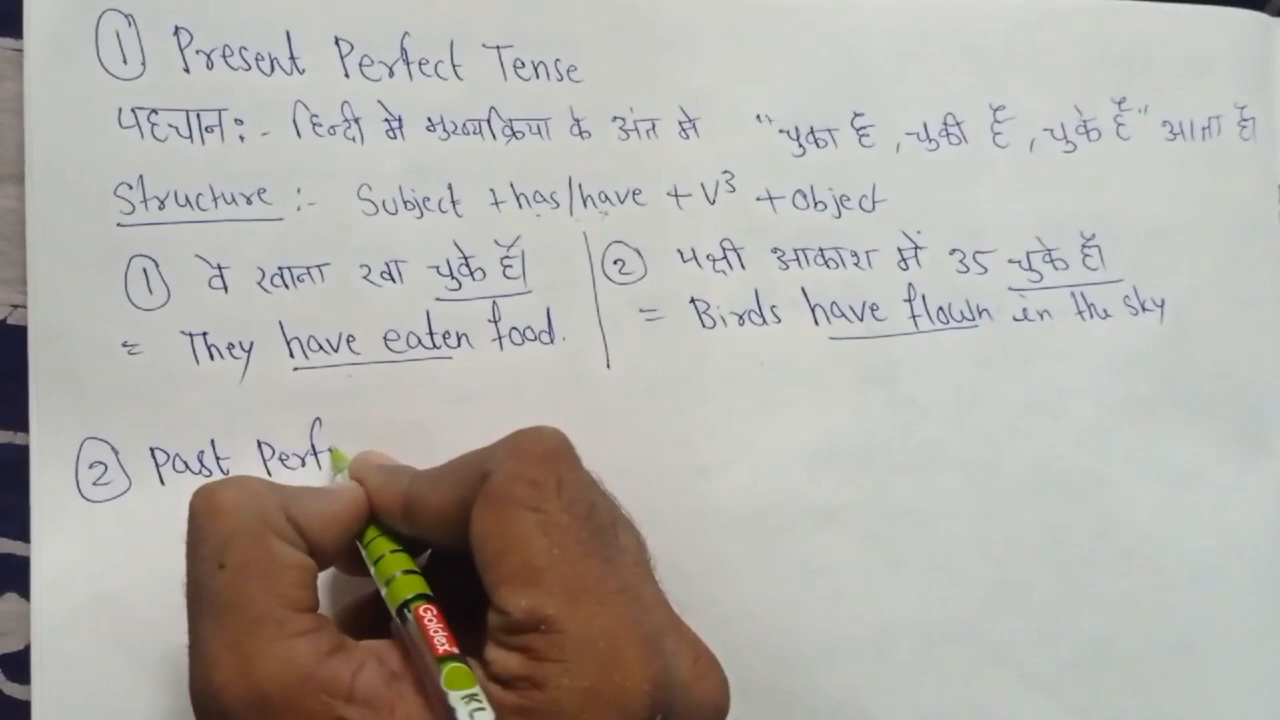 ① Present Perfect Tense
पहचान:- हिन्दी में मुख्यक्रिया के अंत में "चुका है, चुकी है, चुके हैं" आता है।
Structure :- Subject + has/have + V³ + Object
① वे खाना खा चुके हैं।
= They have eaten food.
② पक्षी आकाश में उड़ चुके हैं।
= Birds have flown in the sky
② Past Perf
Goldex
KL